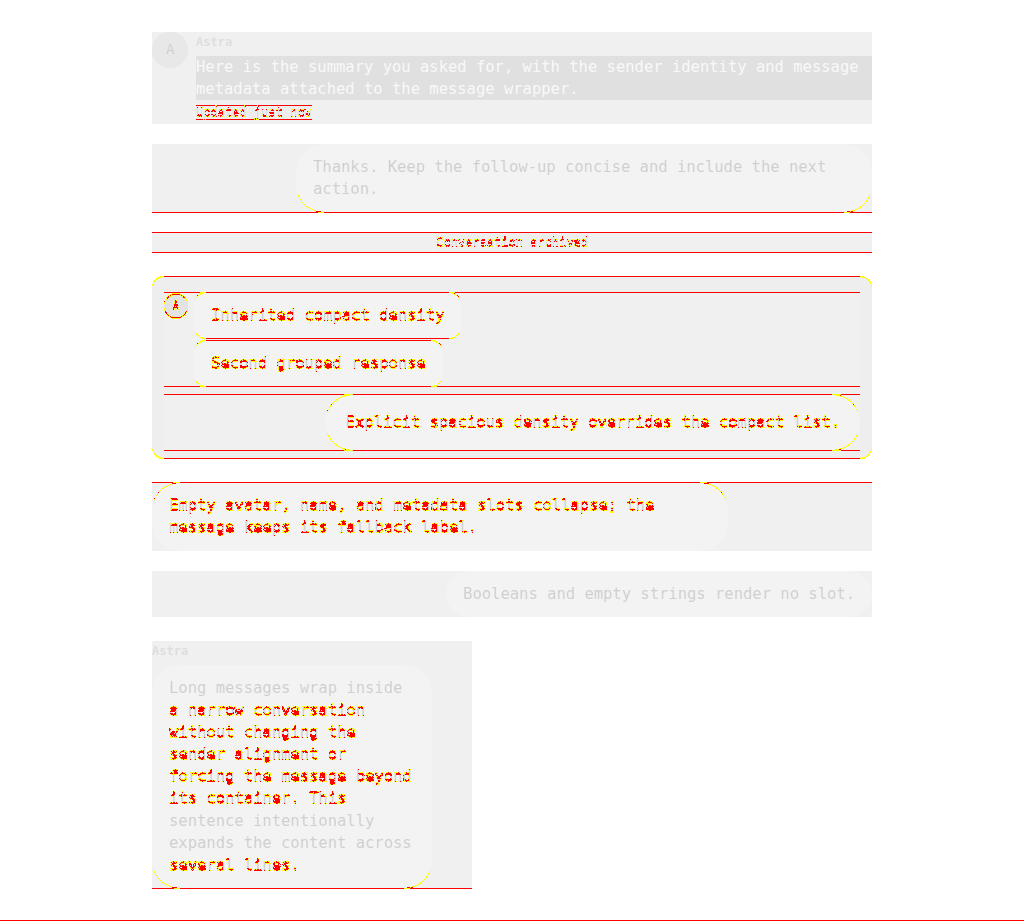 A
Astra
Here is the summary you asked for, with the sender identity and message
metadata attached to the message wrapper.
Updated just now
Thanks. Keep the follow-up concise and include the next
action.
Conversation archived
A
Inherited compact density
Second grouped response
Explicit spacious density overrides the compact list.
Empty avatar, name, and metadata slots collapse; the
message keeps its fallback label.
Booleans and empty strings render no slot.
Astra
Long messages wrap inside
a narrow conversation
without changing the
sender alignment or
forcing the message beyond
its container. This
sentence intentionally
expands the content across
several lines.